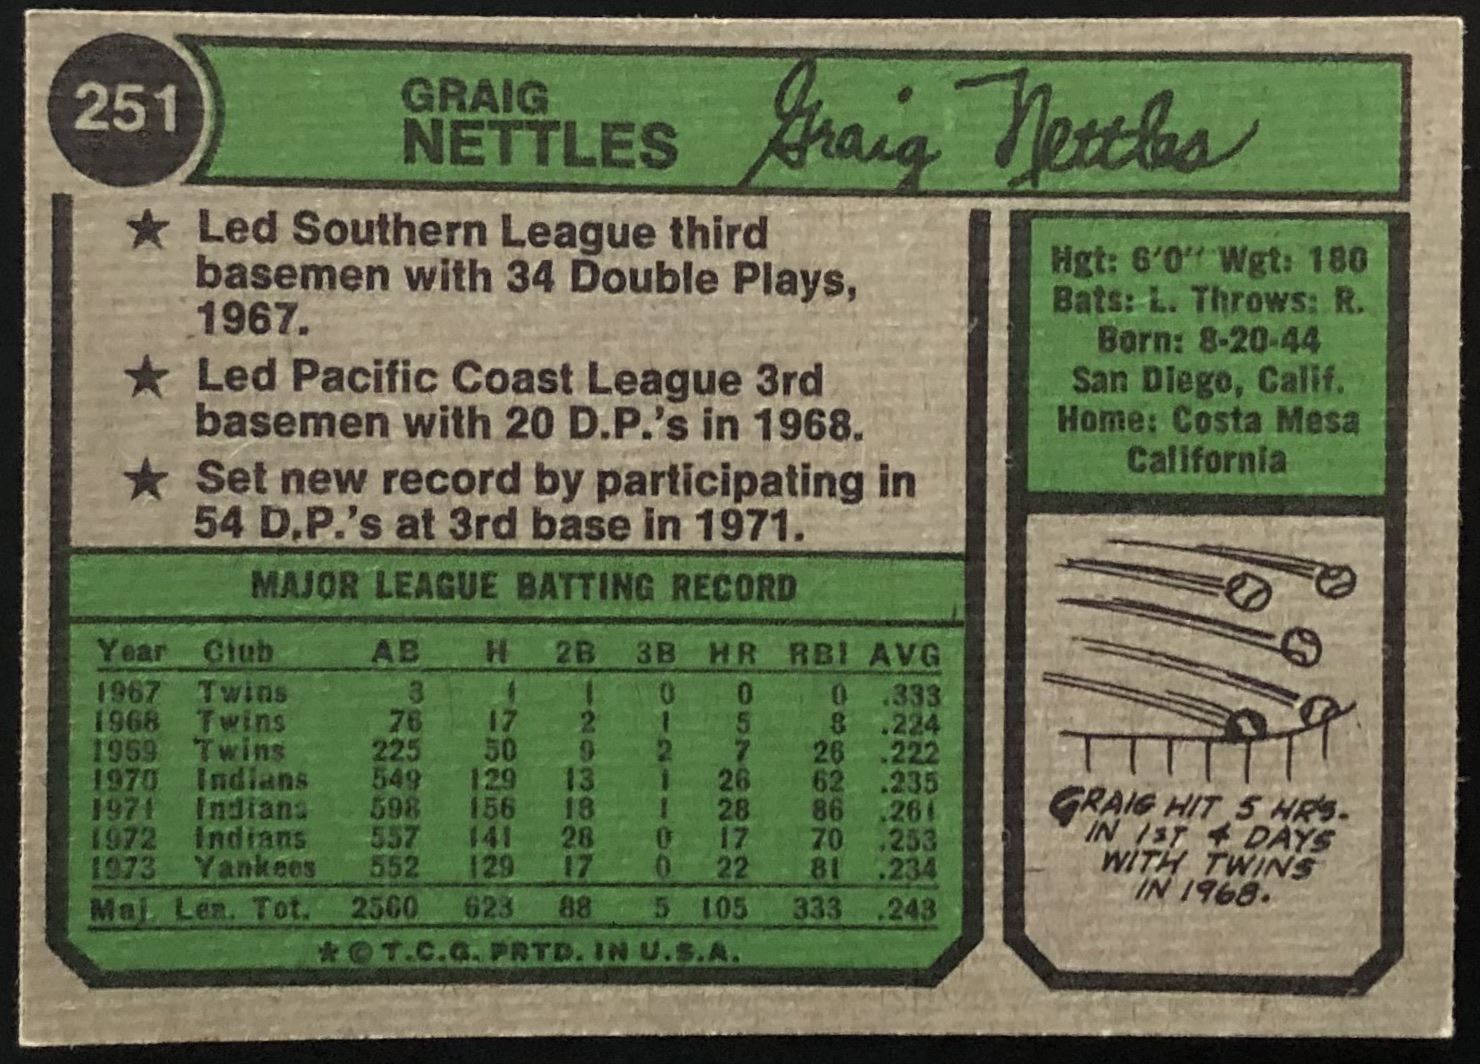 251
GRAIG
NETTLES
Graig Nettles
★ Led Southern League third
basemen with 34 Double Plays,
1967.
★ Led Pacific Coast League 3rd
basemen with 20 D.P.'s in 1968.
★ Set new record by participating in
54 D.P.'s at 3rd base in 1971.
Hgt: 6'0" Wgt: 180
Bats: L. Throws: R.
Born: 8-20-44
San Diego, Calif.
Home: Costa Mesa
California
MAJOR LEAGUE BATTING RECORD
Year Club AB H 2B 3B HR RBI AVG
1967 Twins 3 1 1 0 0 0 .333
1968 Twins 76 17 2 1 5 8 .224
1969 Twins 225 50 9 2 7 26 .222
1970 Indians 549 129 13 1 26 62 .235
1971 Indians 598 156 18 1 28 86 .261
1972 Indians 557 141 28 0 17 70 .253
1973 Yankees 552 129 17 0 22 81 .234
Maj. Lea. Tot. 2560 623 88 5 105 333 .243
★ © T.C.G. PRTD. IN U.S.A.
GRAIG HIT 5 HR'S.
IN 1ST 4 DAYS
WITH TWINS
IN 1968.